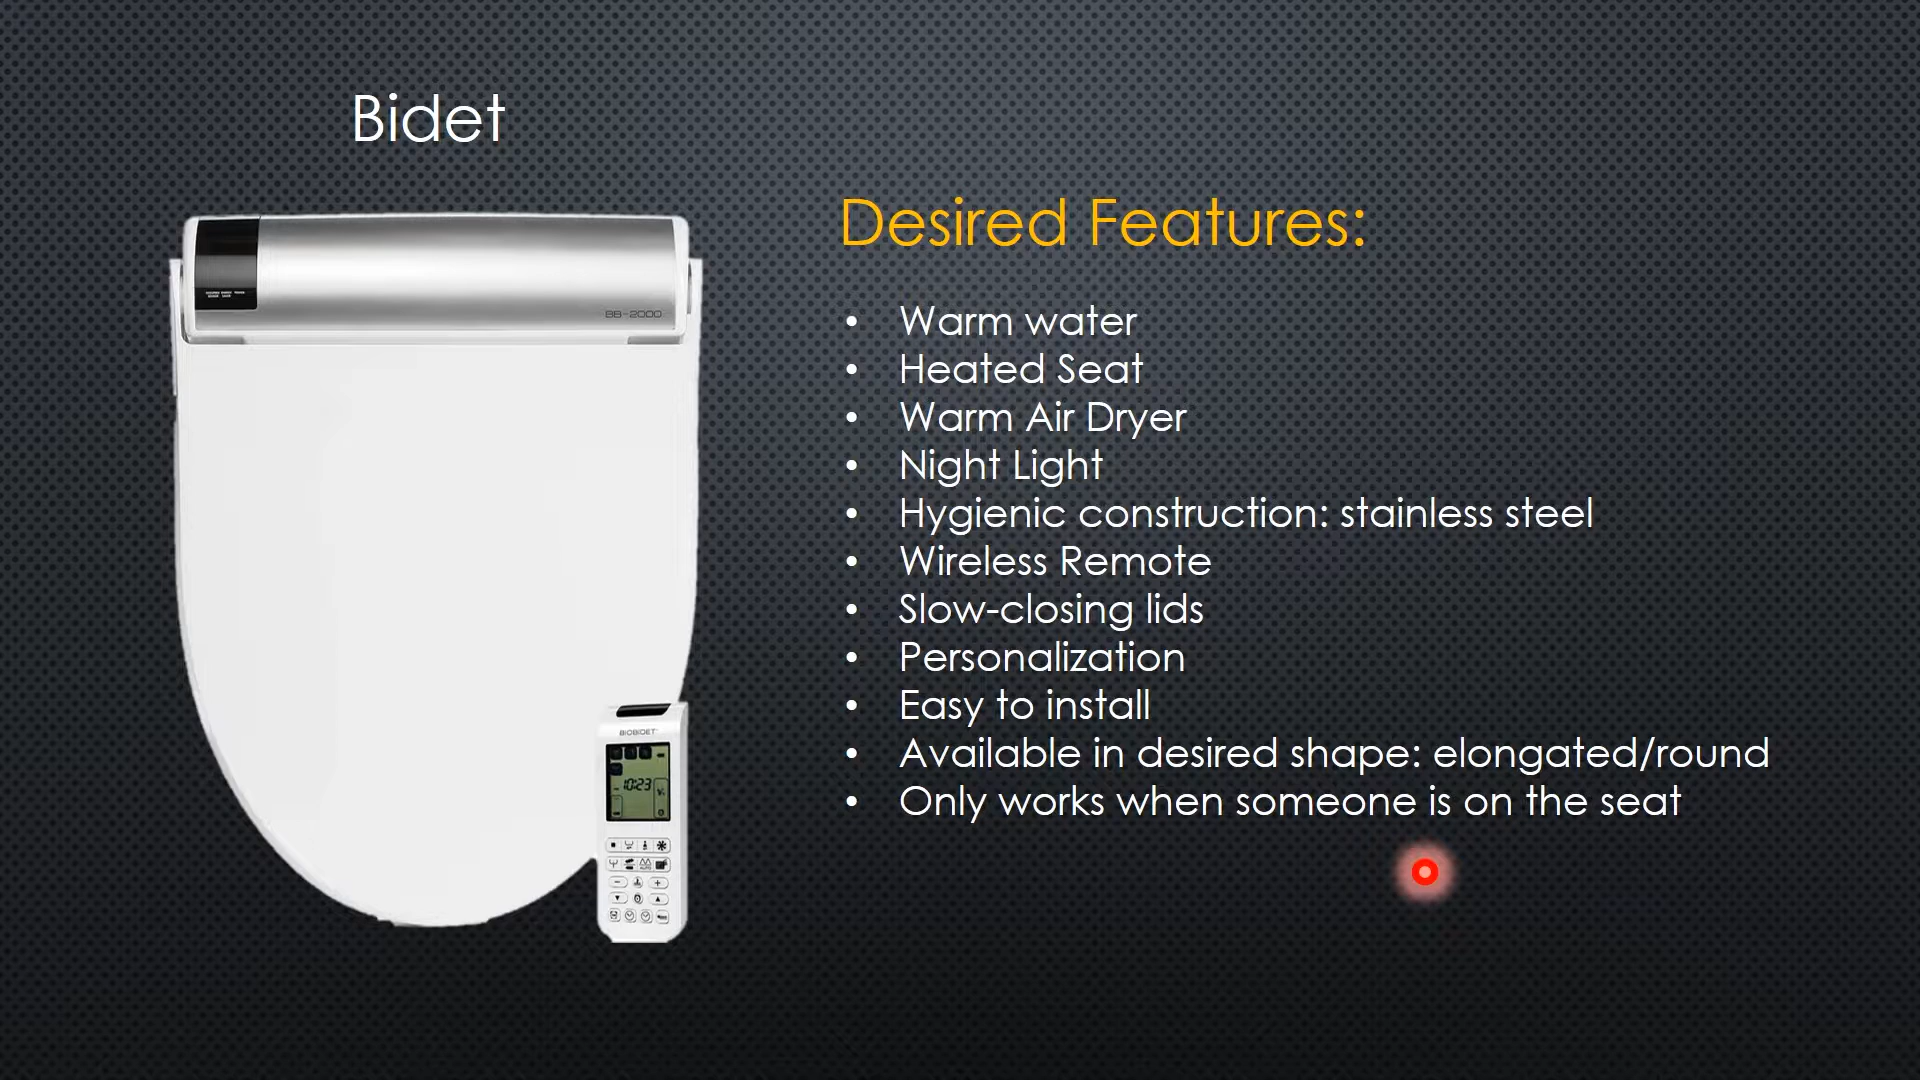 Bidet
BB-2000
BIOBIDET
10:23
Desired Features:
• Warm water
• Heated Seat
• Warm Air Dryer
• Night Light
• Hygienic construction: stainless steel
• Wireless Remote
• Slow-closing lids
• Personalization
• Easy to install
• Available in desired shape: elongated/round
• Only works when someone is on the seat